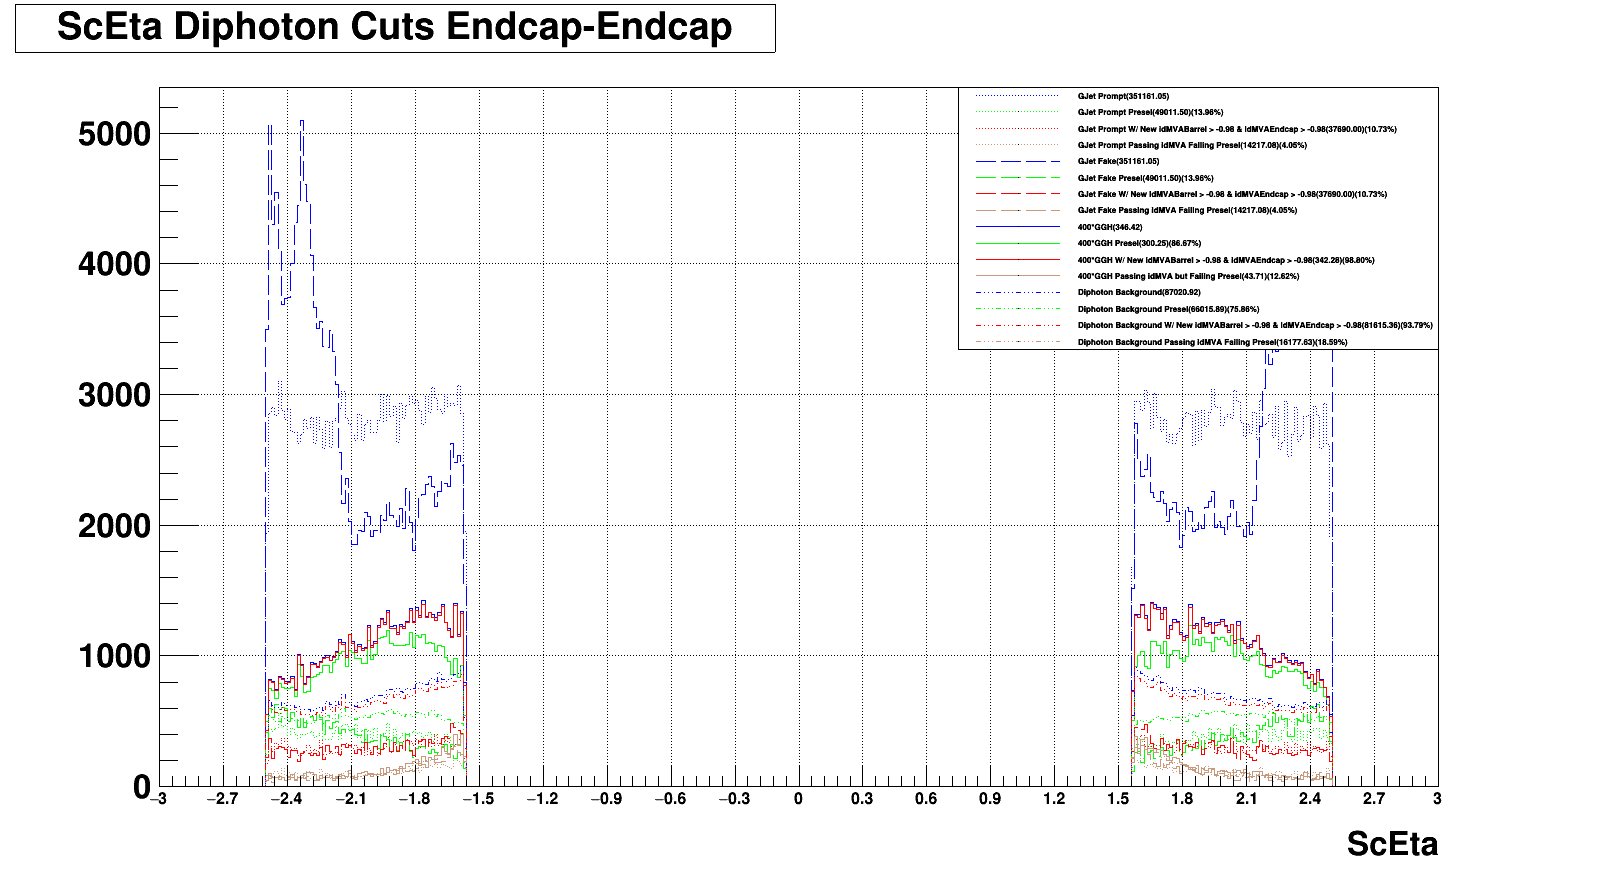 ScEta Diphoton Cuts Endcap-Endcap
GJet Prompt(351161.05)
GJet Prompt Presel(49011.50)(13.96%)
GJet Prompt W/ New idMVABarrel > -0.98 & idMVAEndcap > -0.98(37690.00)(10.73%)
GJet Prompt Passing idMVA Failing Presel(14217.08)(4.05%)
GJet Fake(351161.05)
GJet Fake Presel(49011.50)(13.96%)
GJet Fake W/ New idMVABarrel > -0.98 & idMVAEndcap > -0.98(37690.00)(10.73%)
GJet Fake Passing idMVA Failing Presel(14217.08)(4.05%)
400*GGH(346.42)
400*GGH Presel(300.25)(86.67%)
400*GGH W/ New idMVABarrel > -0.98 & idMVAEndcap > -0.98(342.28)(98.80%)
400*GGH Passing idMVA but Failing Presel(43.71)(12.62%)
Diphoton Background(87020.92)
Diphoton Background Presel(66015.89)(75.86%)
Diphoton Background W/ New idMVABarrel > -0.98 & idMVAEndcap > -0.98(81615.36)(93.79%)
Diphoton Background Passing idMVA Failing Presel(16177.63)(18.59%)
5000
4000
3000
2000
1000
0
−3 −2.7 −2.4 −2.1 −1.8 −1.5 −1.2 −0.9 −0.6 −0.3 0 0.3 0.6 0.9 1.2 1.5 1.8 2.1 2.4 2.7 3
ScEta